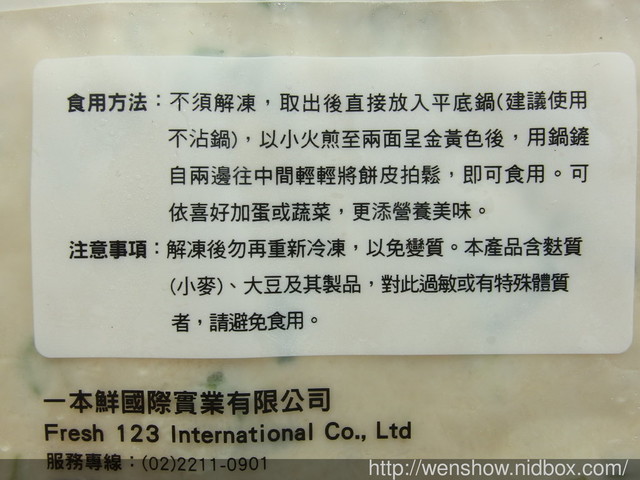 食用方法：不須解凍，取出後直接放入平底鍋(建議使用
不沾鍋)，以小火煎至兩面呈金黃色後，用鍋鏟
自兩邊往中間輕輕將餅皮拍鬆，即可食用。可
依喜好加蛋或蔬菜，更添營養美味。
注意事項：解凍後勿再重新冷凍，以免變質。本產品含麩質
(小麥)、大豆及其製品，對此過敏或有特殊體質
者，請避免食用。
一本鮮國際實業有限公司
Fresh 123 International Co., Ltd
服務專線：(02)2211-0901
http://wenshow.nidbox.com/